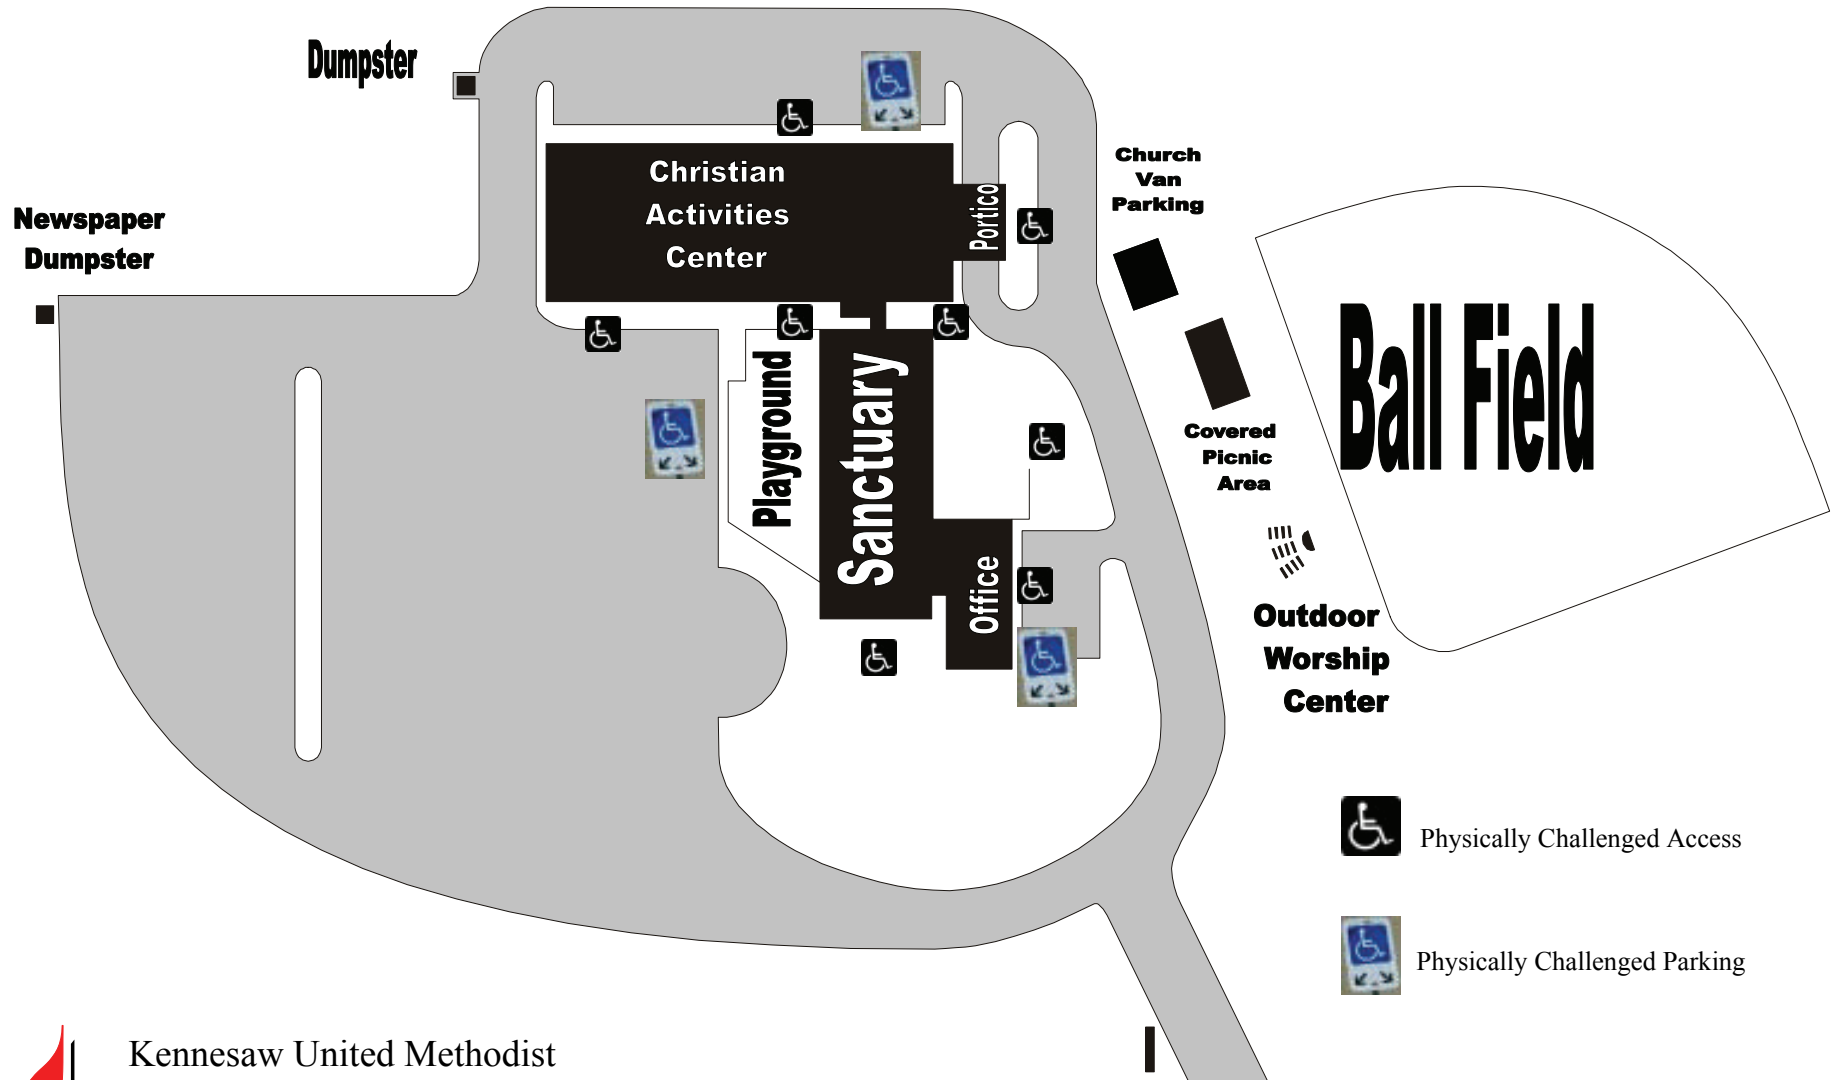 Dumpster
Newspaper
Dumpster
Christian
Activities
Center
Portico
Church
Van
Parking
Ball Field
Playground
Sanctuary
Covered
Picnic
Area
Office
Outdoor
Worship
Center
Physically Challenged Access
Physically Challenged Parking
Kennesaw United Methodist